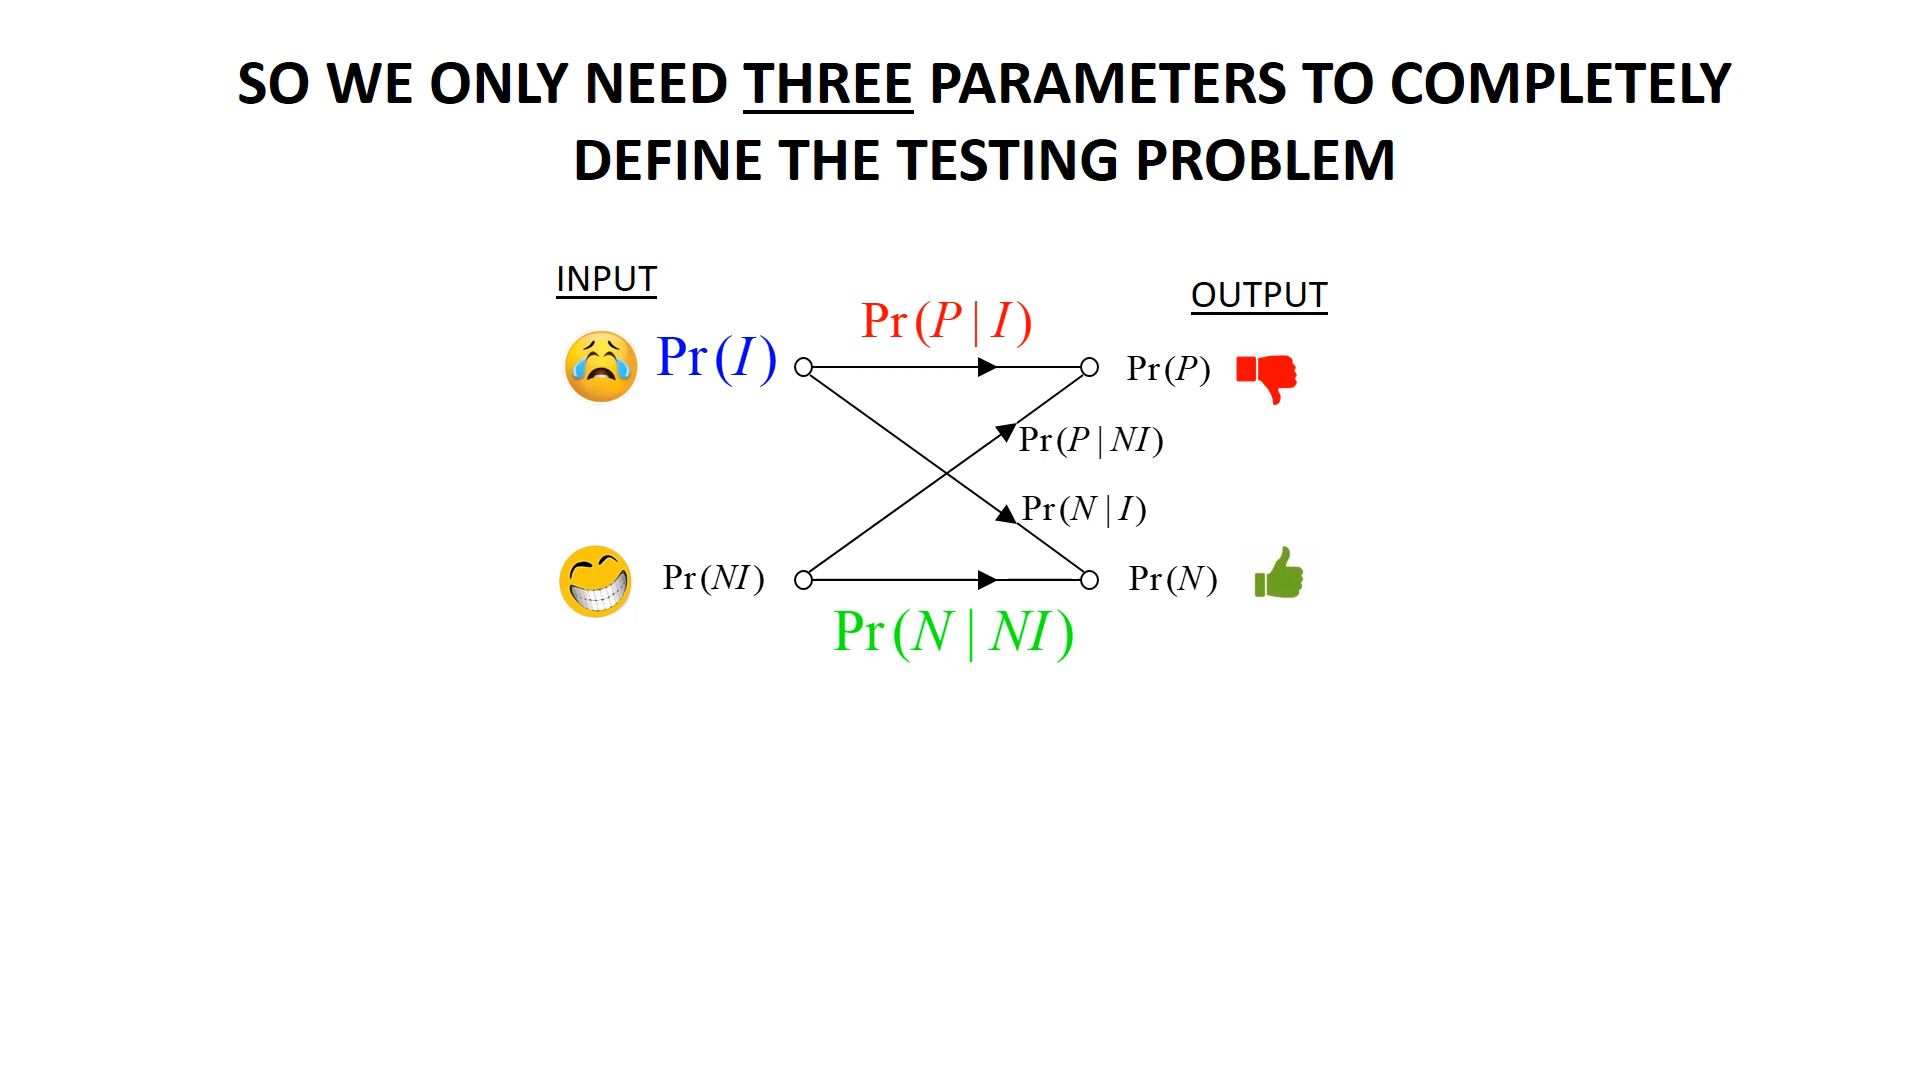 SO WE ONLY NEED THREE PARAMETERS TO COMPLETELY
DEFINE THE TESTING PROBLEM
INPUT
OUTPUT
Pr(P | I)
Pr(I)
Pr(P)
Pr(P | NI)
Pr(N | I)
Pr(NI)
Pr(N)
Pr(N | NI)